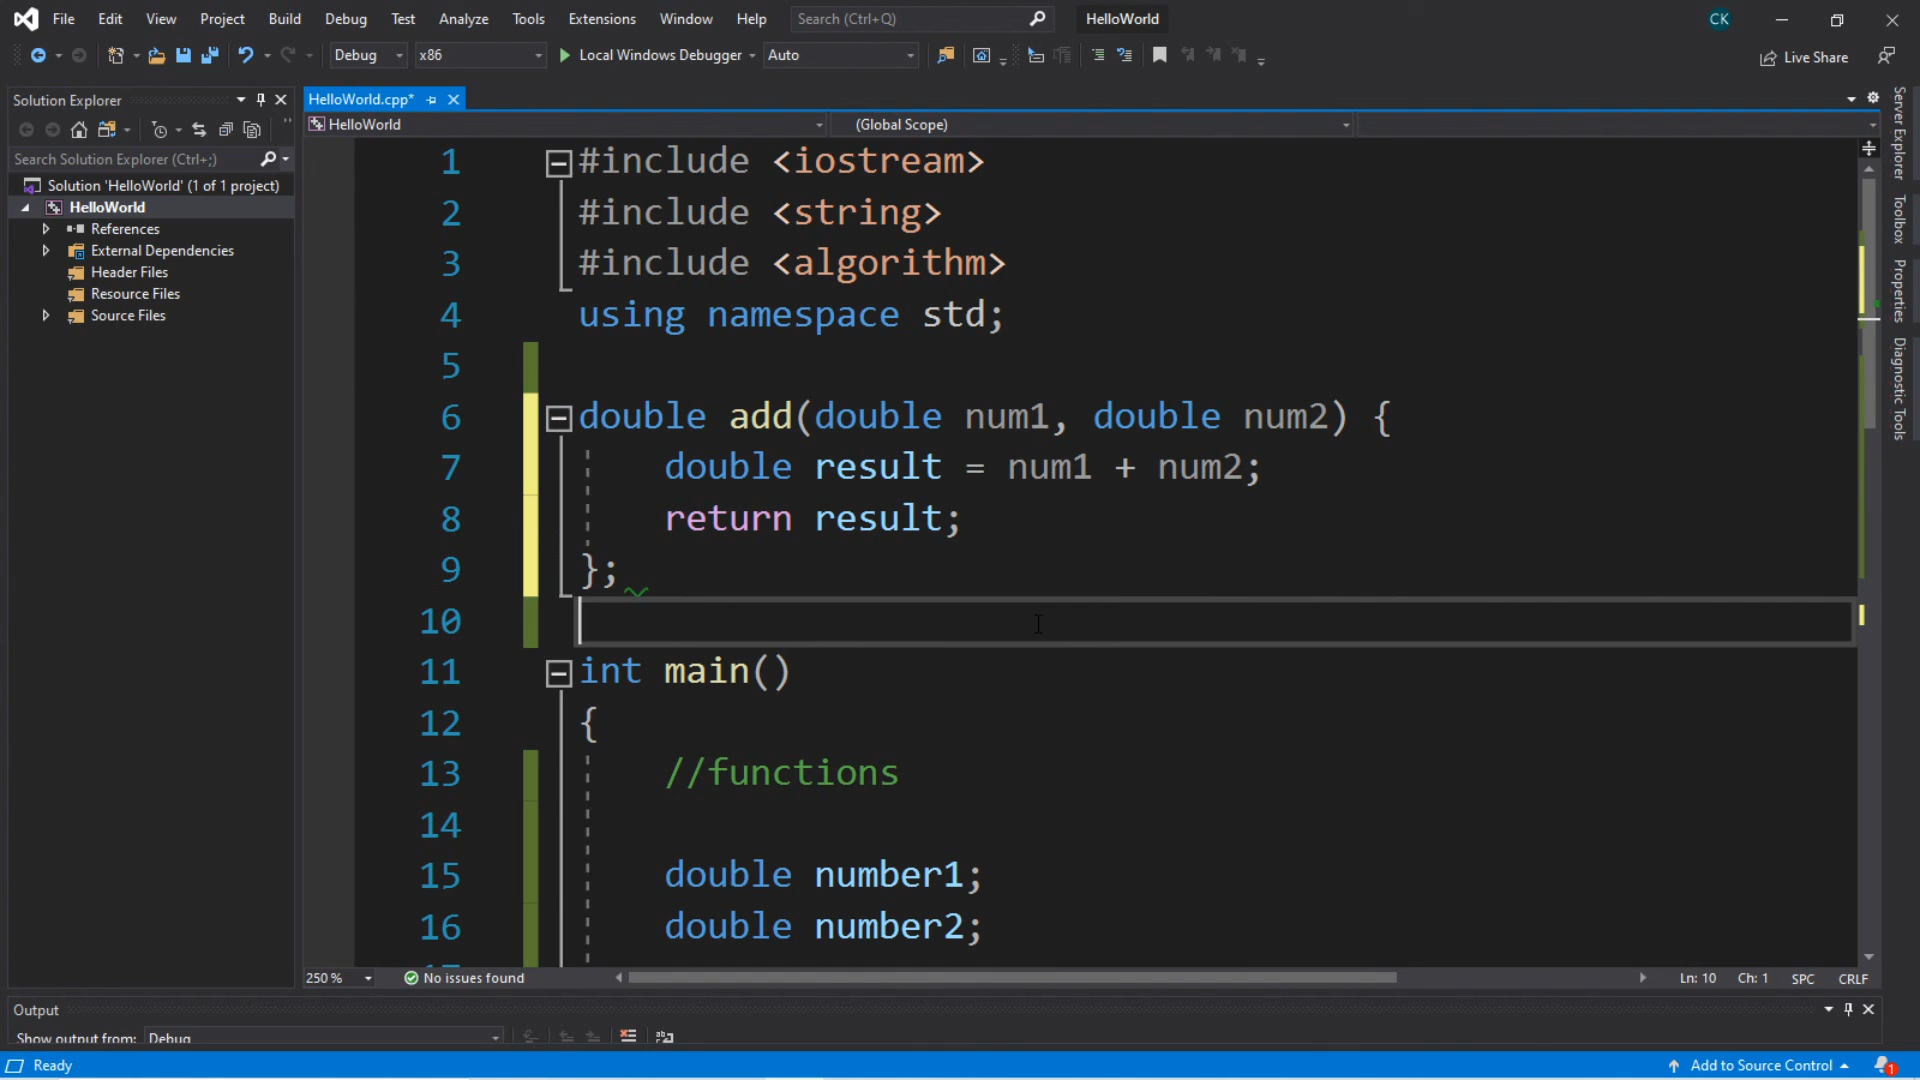 File Edit View Project Build Debug Test Analyze Tools Extensions Window Help Search (Ctrl+Q) HelloWorld CK
Debug x86 Local Windows Debugger Auto Live Share
Solution Explorer
Search Solution Explorer (Ctrl+;)
Solution 'HelloWorld' (1 of 1 project)
HelloWorld
References
External Dependencies
Header Files
Resource Files
Source Files
HelloWorld.cpp*
HelloWorld (Global Scope)
1 #include <iostream>
2 #include <string>
3 #include <algorithm>
4 using namespace std;
5
6 double add(double num1, double num2) {
7 double result = num1 + num2;
8 return result;
9 };
10
11 int main()
12 {
13 //functions
14
15 double number1;
16 double number2;
250 % No issues found Ln: 10 Ch: 1 SPC CRLF
Server Explorer
Toolbox
Properties
Diagnostic Tools
Output
Show output from: Debug
Ready Add to Source Control 1